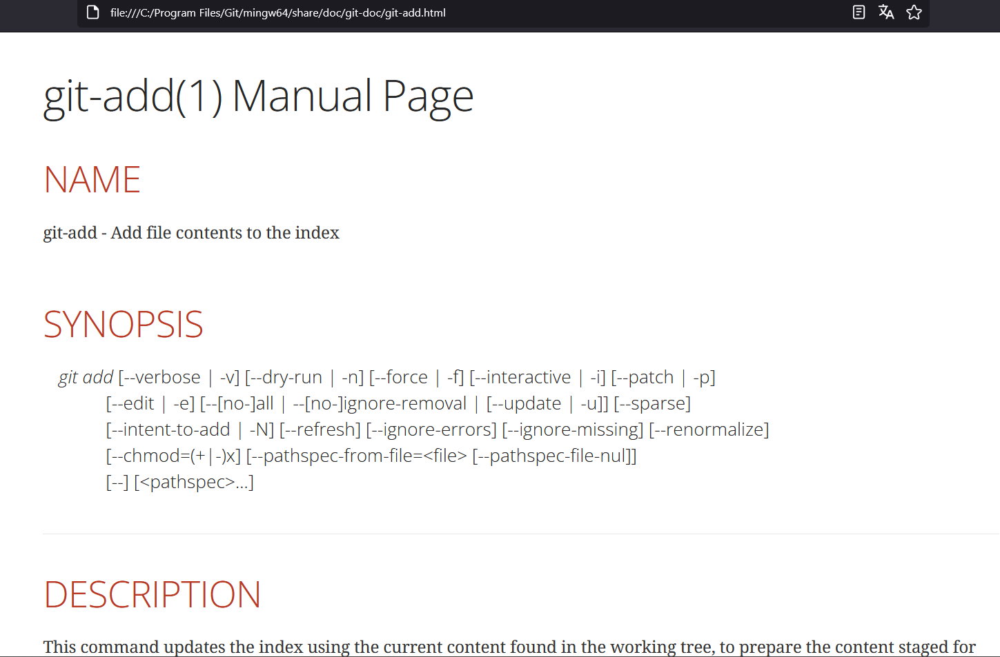 file:///C:/Program Files/Git/mingw64/share/doc/git-doc/git-add.html
git-add(1) Manual Page
NAME
git-add - Add file contents to the index
SYNOPSIS
git add [--verbose | -v] [--dry-run | -n] [--force | -f] [--interactive | -i] [--patch | -p]
[--edit | -e] [--[no-]all | --[no-]ignore-removal | [--update | -u]] [--sparse]
[--intent-to-add | -N] [--refresh] [--ignore-errors] [--ignore-missing] [--renormalize]
[--chmod=(+|-)x] [--pathspec-from-file=<file> [--pathspec-file-nul]]
[--] [<pathspec>…]
DESCRIPTION
This command updates the index using the current content found in the working tree, to prepare the content staged for